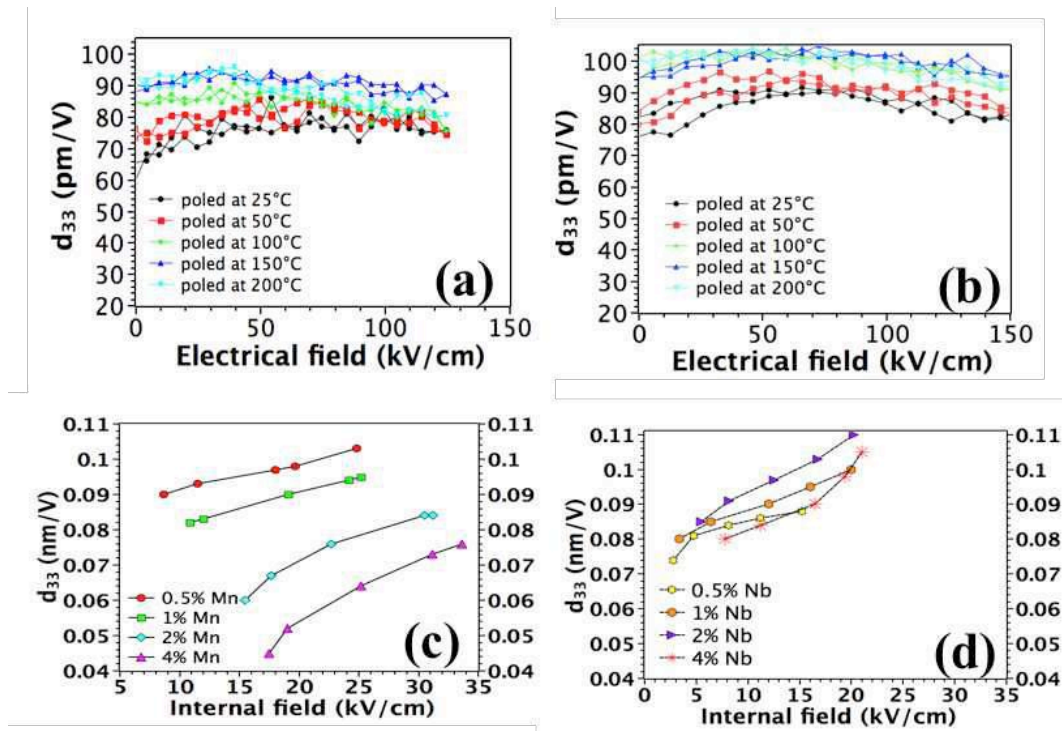 100
90
80
70
60
50
40
30
20
d33 (pm/V)
poled at 25°C
poled at 50°C
poled at 100°C
poled at 150°C
poled at 200°C
(a)
0 50 100 150
Electrical field (kV/cm)
100
90
80
70
60
50
40
30
20
d33 (pm/V)
poled at 25°C
poled at 50°C
poled at 100°C
poled at 150°C
poled at 200°C
(b)
0 50 100 150
Electrical field (kV/cm)
0.11 0.11
0.1 0.1
0.09 0.09
0.08 0.08
0.07 0.07
0.06 0.06
0.05 0.05
0.04 0.04
d33 (nm/V)
0.5% Mn
1% Mn
2% Mn
4% Mn
(c)
5 10 15 20 25 30 35
Internal field (kV/cm)
0.11 0.11
0.1 0.1
0.09 0.09
0.08 0.08
0.07 0.07
0.06 0.06
0.05 0.05
0.04 0.04
d33 (nm/V)
0.5% Nb
1% Nb
2% Nb
4% Nb
(d)
0 5 10 15 20 25 30 35
Internal field (kV/cm)